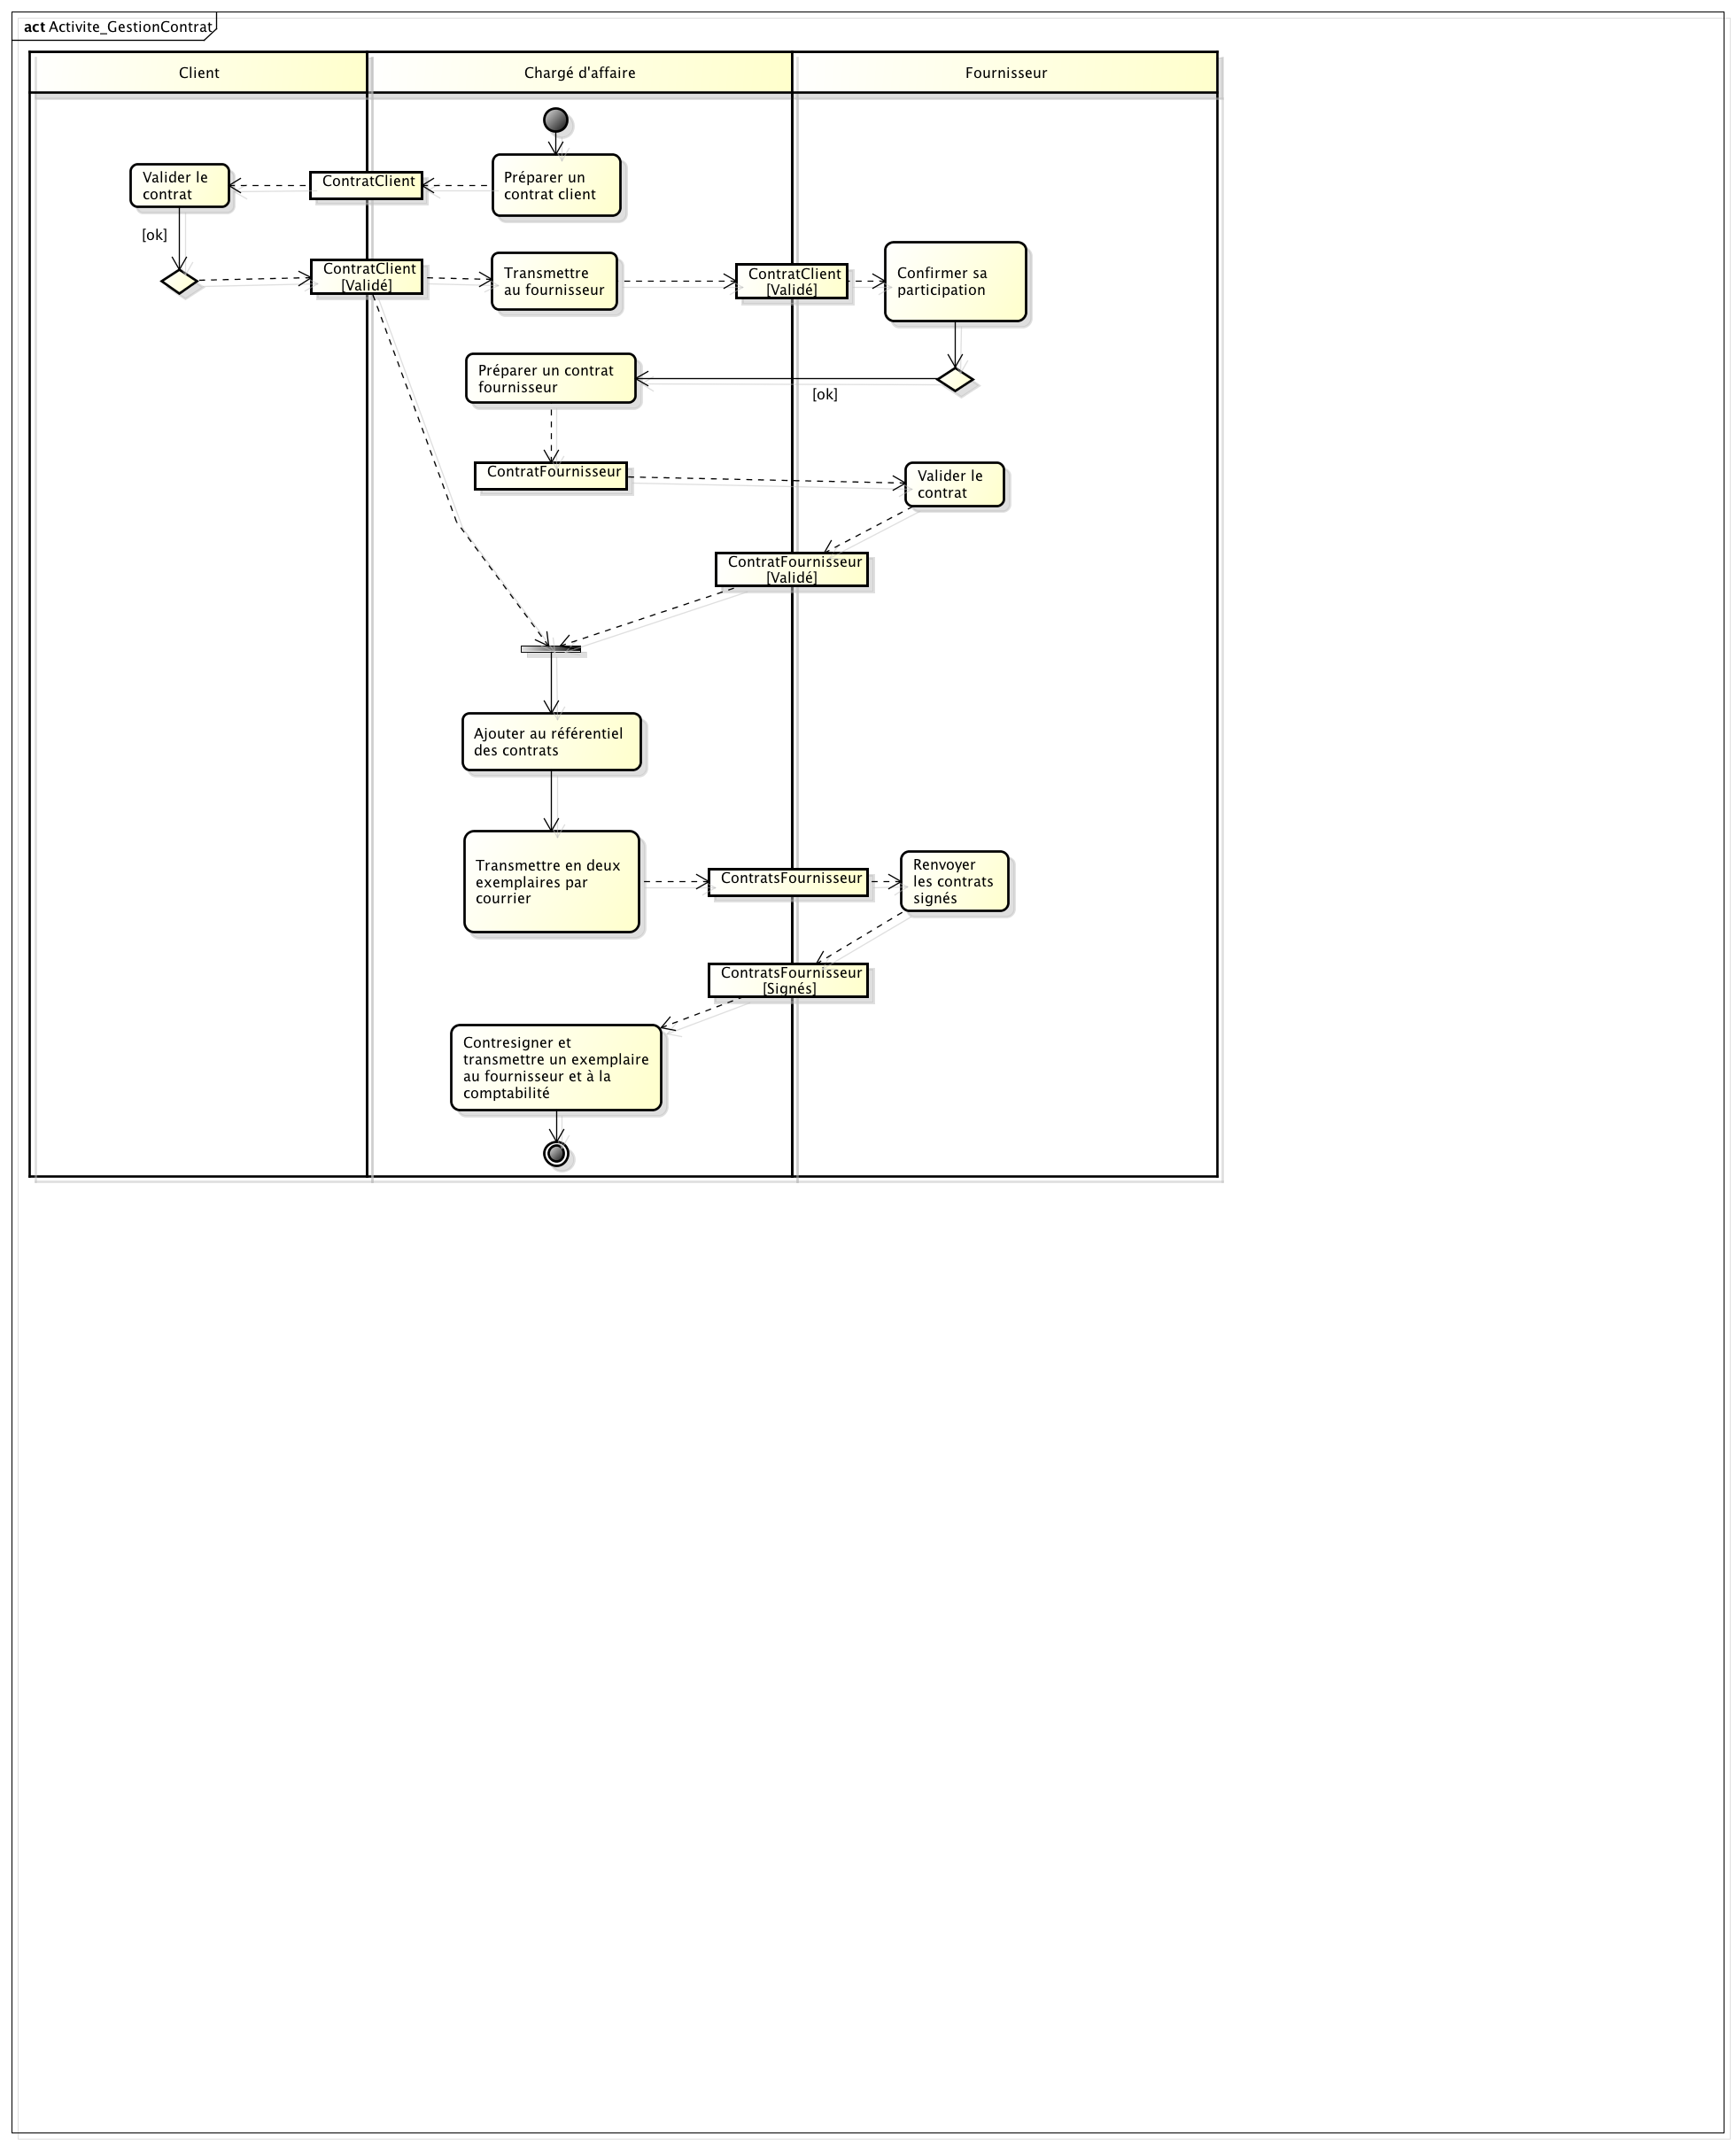 act Activite_GestionContrat
Client
Chargé d'affaire
Fournisseur
Valider le
contrat
ContratClient
Préparer un
contrat client
[ok]
ContratClient
[Validé]
Transmettre
au fournisseur
ContratClient
[Validé]
Confirmer sa
participation
Préparer un contrat
fournisseur
[ok]
ContratFournisseur
Valider le
contrat
ContratFournisseur
[Validé]
Ajouter au référentiel
des contrats
Transmettre en deux
exemplaires par
courrier
ContratsFournisseur
Renvoyer
les contrats
signés
ContratsFournisseur
[Signés]
Contresigner et
transmettre un exemplaire
au fournisseur et à la
comptabilité